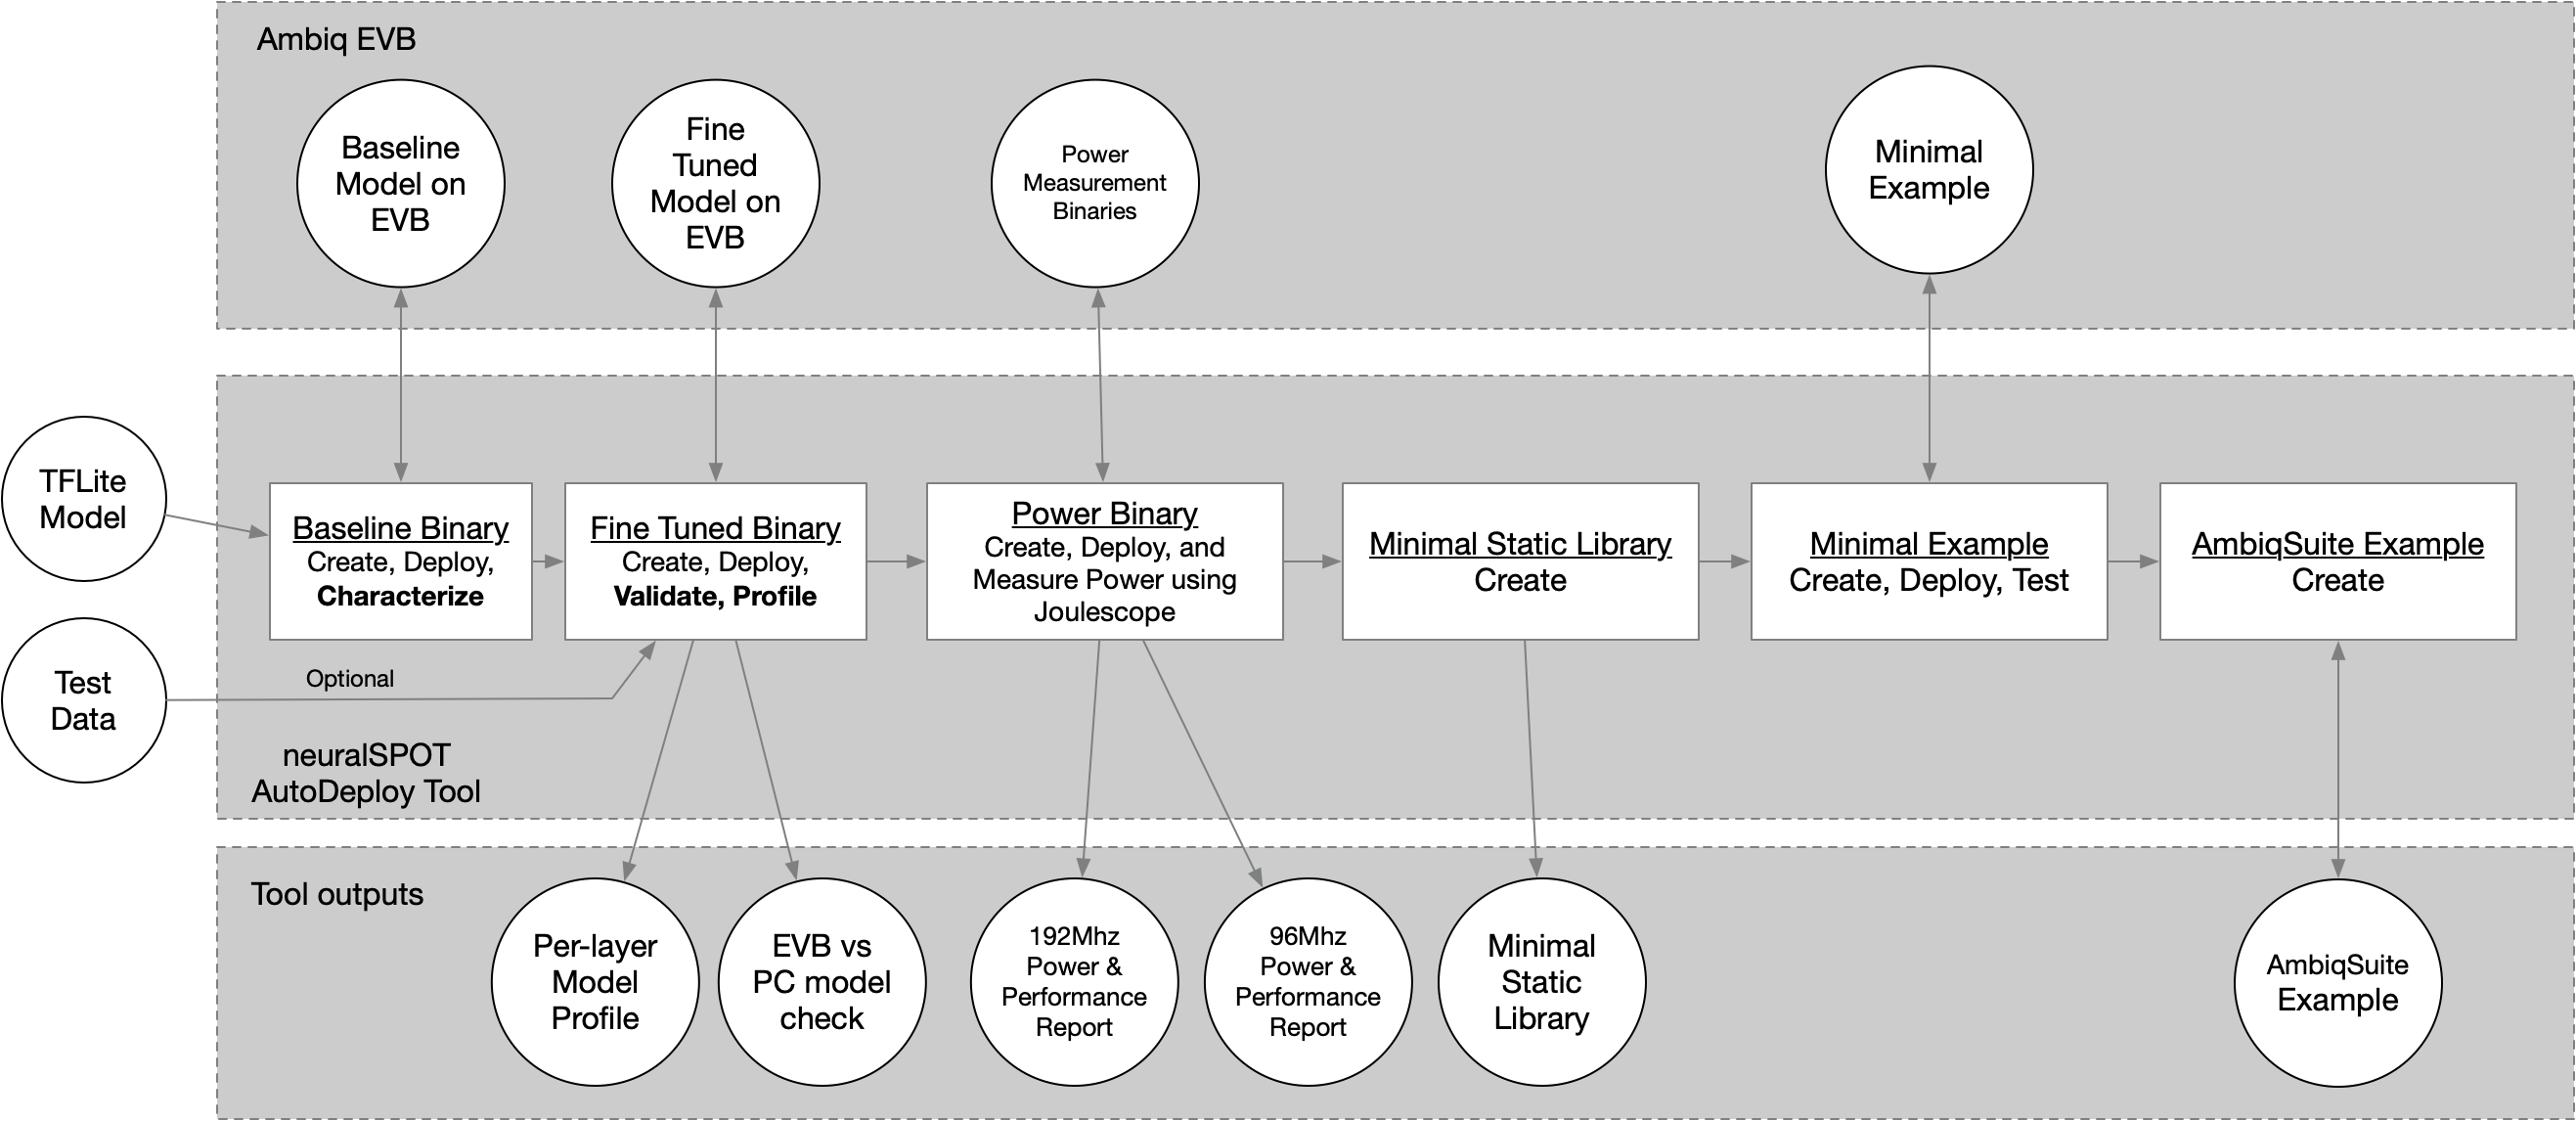 Ambiq EVB
Baseline
Model on
EVB
Fine
Tuned
Model on
EVB
Power
Measurement
Binaries
Minimal
Example
TFLite
Model
Test
Data
Optional
Baseline Binary
Create, Deploy,
Characterize
Fine Tuned Binary
Create, Deploy,
Validate, Profile
Power Binary
Create, Deploy, and
Measure Power using
Joulescope
Minimal Static Library
Create
Minimal Example
Create, Deploy, Test
AmbiqSuite Example
Create
neuralSPOT
AutoDeploy Tool
Tool outputs
Per-layer
Model
Profile
EVB vs
PC model
check
192Mhz
Power &
Performance
Report
96Mhz
Power &
Performance
Report
Minimal
Static
Library
AmbiqSuite
Example